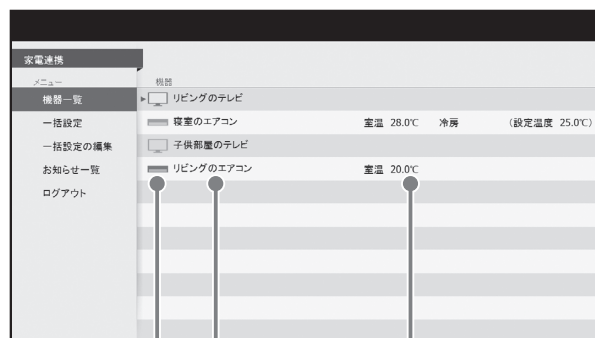 家電連携
メニュー
機器一覧
一括設定
一括設定の編集
お知らせ一覧
ログアウト
機器
リビングのテレビ
寝室のエアコン 室温 28.0℃ 冷房 (設定温度 25.0℃)
子供部屋のテレビ
リビングのエアコン 室温 20.0℃